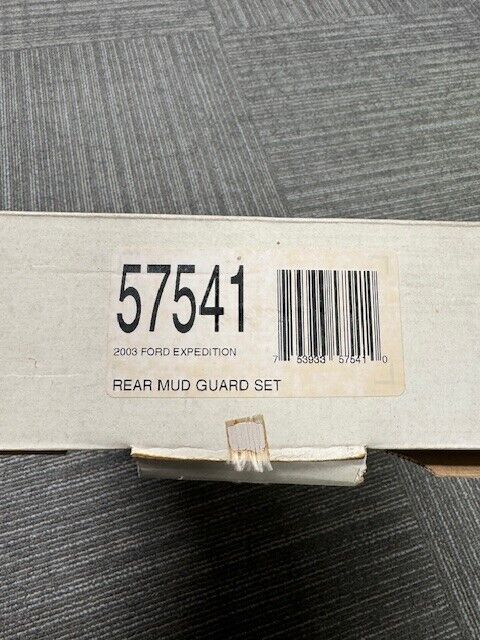 57541
2003 FORD EXPEDITION
7 53933 57541 0
REAR MUD GUARD SET